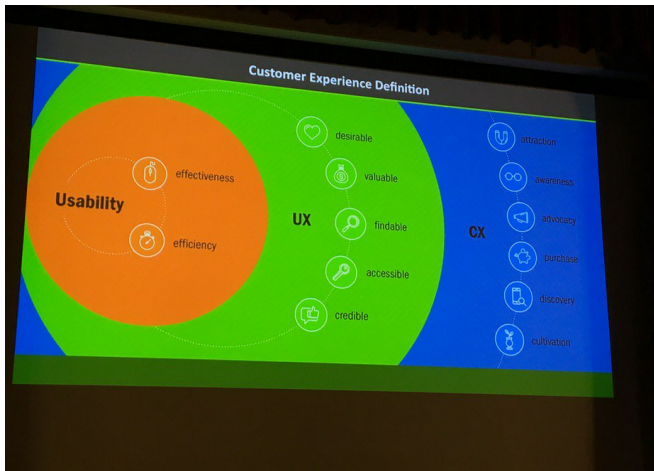 Customer Experience Definition
Usability
effectiveness
efficiency
UX
desirable
valuable
findable
accessible
credible
CX
attraction
awareness
advocacy
purchase
discovery
cultivation